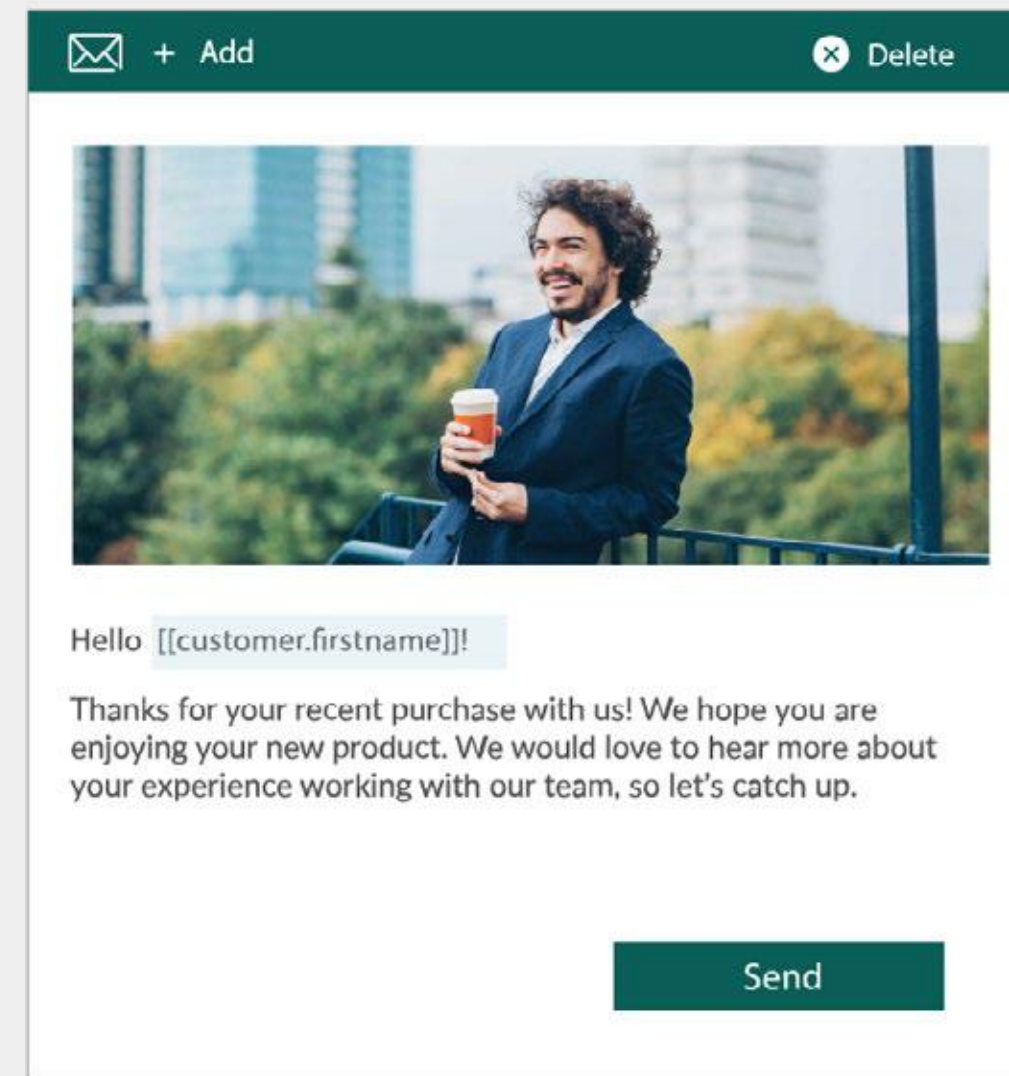 + Add
Delete
Hello [[customer.firstname]]!
Thanks for your recent purchase with us! We hope you are
enjoying your new product. We would love to hear more about
your experience working with our team, so let's catch up.
Send